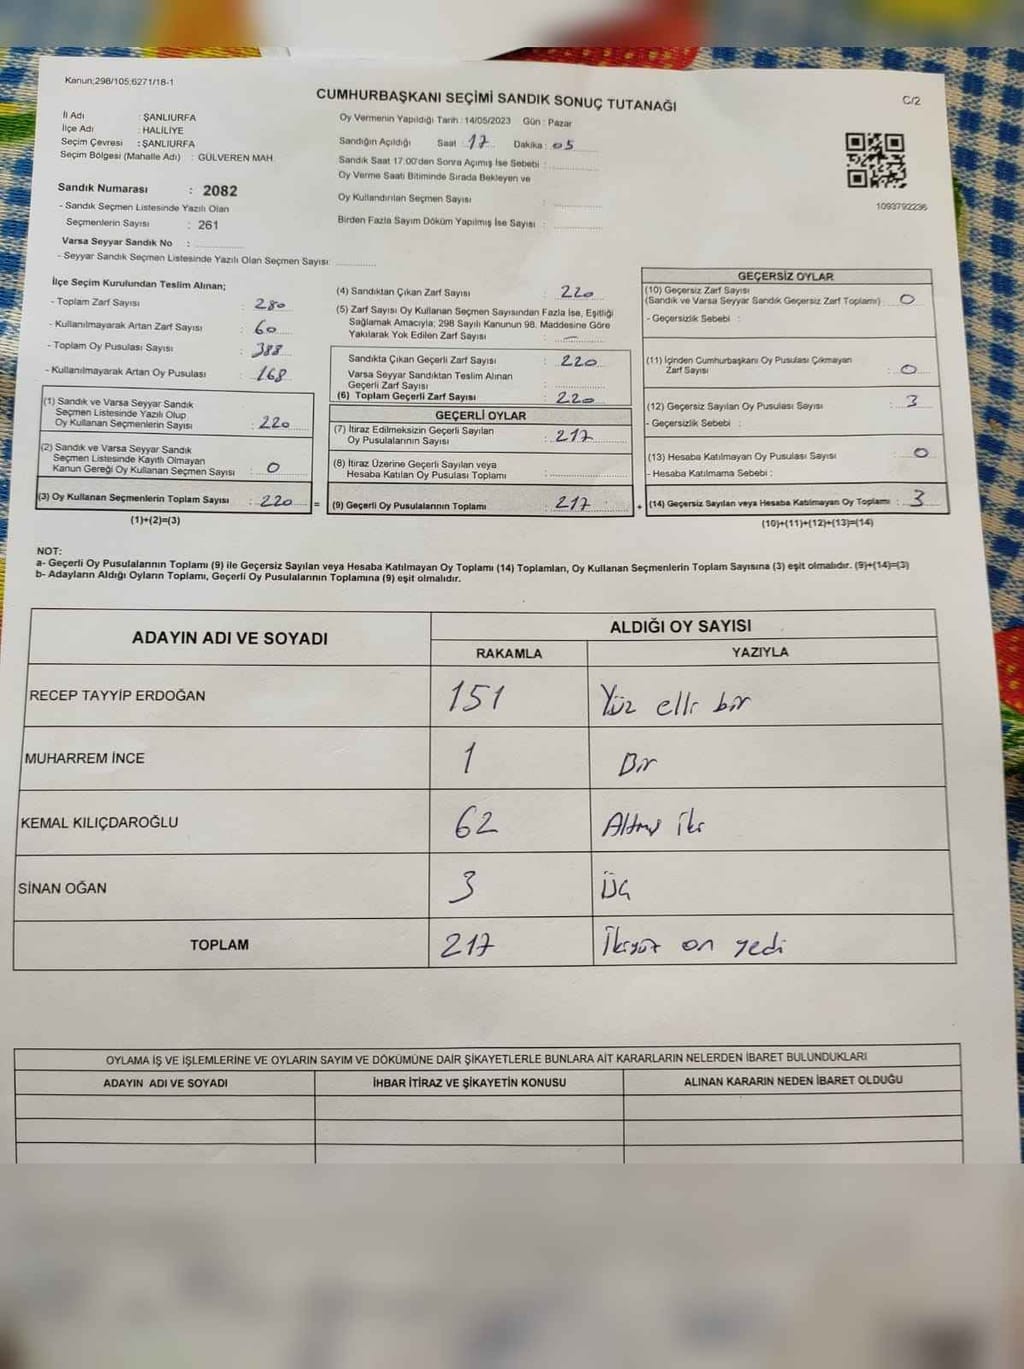 Kanun;298/105;6271/18-1
CUMHURBAŞKANI SEÇİMİ SANDIK SONUÇ TUTANAĞI
C/2
İl Adı : ŞANLIURFA
İlçe Adı : HALİLİYE
Seçim Çevresi : ŞANLIURFA
Seçim Bölgesi (Mahalle Adı) : GÜLVEREN MAH.
Sandık Numarası : 2082
- Sandık Seçmen Listesinde Yazılı Olan
Seçmenlerin Sayısı : 261
Varsa Seyyar Sandık No :
- Seyyar Sandık Seçmen Listesinde Yazılı Olan Seçmen Sayısı:
Oy Vermenin Yapıldığı Tarih : 14/05/2023 Gün : Pazar
Sandığın Açıldığı Saat : 17 Dakika : 05
Sandık Saat 17:00'den Sonra Açımış İse Sebebi :
Oy Verme Saati Bitiminde Sırada Bekleyen ve
Oy Kullandırılan Seçmen Sayısı :
Birden Fazla Sayım Döküm Yapılmış İse Sayısı :
1093792236
İlçe Seçim Kurulundan Teslim Alınan;
- Toplam Zarf Sayısı : 280
- Kullanılmayarak Artan Zarf Sayısı : 60
- Toplam Oy Pusulası Sayısı : 388
- Kullanılmayarak Artan Oy Pusulası : 168
(1) Sandık ve Varsa Seyyar Sandık
Seçmen Listesinde Yazılı Olup
Oy Kullanan Seçmenlerin Sayısı : 220
(2) Sandık ve Varsa Seyyar Sandık
Seçmen Listesinde Kayıtlı Olmayan
Kanun Gereği Oy Kullanan Seçmen Sayısı : 0
(3) Oy Kullanan Seçmenlerin Toplam Sayısı : 220 =
(1)+(2)=(3)
(4) Sandıktan Çıkan Zarf Sayısı : 220
(5) Zarf Sayısı Oy Kullanan Seçmen Sayısından Fazla İse, Eşitliği
Sağlamak Amacıyla; 298 Sayılı Kanunun 98. Maddesine Göre
Yakılarak Yok Edilen Zarf Sayısı : —
Sandıkta Çıkan Geçerli Zarf Sayısı : 220
Varsa Seyyar Sandıktan Teslim Alınan
Geçerli Zarf Sayısı :
(6) Toplam Geçerli Zarf Sayısı : 220
GEÇERLİ OYLAR
(7) İtiraz Edilmeksizin Geçerli Sayılan
Oy Pusulalarının Sayısı : 217
(8) İtiraz Üzerine Geçerli Sayılan veya
Hesaba Katılan Oy Pusulası Toplamı :
(9) Geçerli Oy Pusulalarının Toplamı : 217 +
GEÇERSİZ OYLAR
(10) Geçersiz Zarf Sayısı
(Sandık ve Varsa Seyyar Sandık Geçersiz Zarf Toplamı) : 0
- Geçersizlik Sebebi :
(11) İçinden Cumhurbaşkanı Oy Pusulası Çıkmayan
Zarf Sayısı : 0
(12) Geçersiz Sayılan Oy Pusulası Sayısı : 3
- Geçersizlik Sebebi :
(13) Hesaba Katılmayan Oy Pusulası Sayısı : 0
- Hesaba Katılmama Sebebi :
(14) Geçersiz Sayılan veya Hesaba Katılmayan Oy Toplamı : 3
(10)+(11)+(12)+(13)=(14)
NOT:
a- Geçerli Oy Pusulalarının Toplamı (9) ile Geçersiz Sayılan veya Hesaba Katılmayan Oy Toplamı (14) Toplamları, Oy Kullanan Seçmenlerin Toplam Sayısına (3) eşit olmalıdır. (9)+(14)=(3)
b- Adayların Aldığı Oyların Toplamı, Geçerli Oy Pusulalarının Toplamına (9) eşit olmalıdır.
ADAYIN ADI VE SOYADI
ALDIĞI OY SAYISI
RAKAMLA YAZIYLA
RECEP TAYYİP ERDOĞAN 151 Yüz elli bir
MUHARREM İNCE 1 Bir
KEMAL KILIÇDAROĞLU 62 Altmış iki
SİNAN OĞAN 3 Üç
TOPLAM 217 İkiyüz on yedi
OYLAMA İŞ VE İŞLEMLERİNE VE OYLARIN SAYIM VE DÖKÜMÜNE DAİR ŞİKAYETLERLE BUNLARA AİT KARARLARIN NELERDEN İBARET BULUNDUKLARI
ADAYIN ADI VE SOYADI İHBAR İTİRAZ VE ŞİKAYETİN KONUSU ALINAN KARARIN NEDEN İBARET OLDUĞU